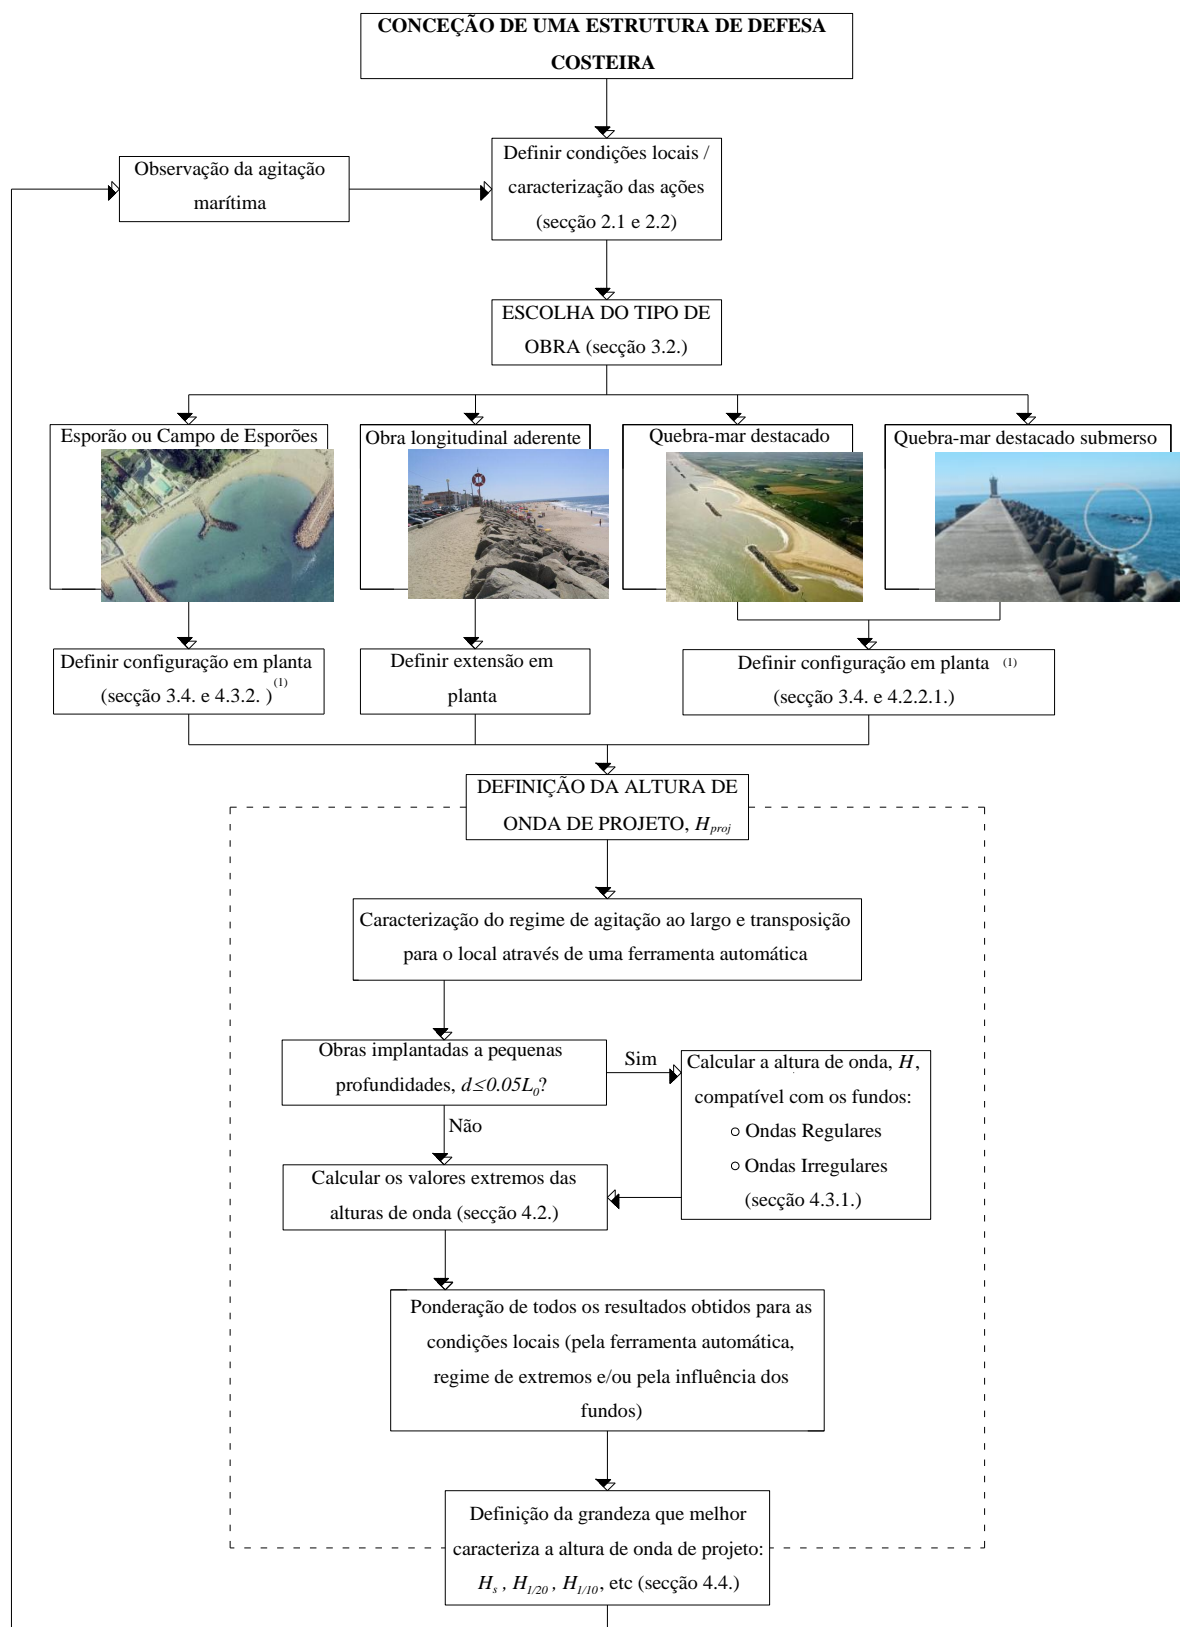 CONCEÇÃO DE UMA ESTRUTURA DE DEFESA
COSTEIRA
Observação da agitação
marítima
Definir condições locais /
caracterização das ações
(secção 2.1 e 2.2)
ESCOLHA DO TIPO DE
OBRA (secção 3.2.)
Esporão ou Campo de Esporões
Obra longitudinal aderente
Quebra-mar destacado
Quebra-mar destacado submerso
Definir configuração em planta
(secção 3.4. e 4.3.2. )(1)
Definir extensão em
planta
Definir configuração em planta (1)
(secção 3.4. e 4.2.2.1.)
DEFINIÇÃO DA ALTURA DE
ONDA DE PROJETO, Hproj
Caracterização do regime de agitação ao largo e transposição
para o local através de uma ferramenta automática
Obras implantadas a pequenas
profundidades, d≤0.05L0?
Sim
Não
Calcular a altura de onda, H,
compatível com os fundos:
Ondas Regulares
Ondas Irregulares
(secção 4.3.1.)
Calcular os valores extremos das
alturas de onda (secção 4.2.)
Ponderação de todos os resultados obtidos para as
condições locais (pela ferramenta automática,
regime de extremos e/ou pela influência dos
fundos)
Definição da grandeza que melhor
caracteriza a altura de onda de projeto:
Hs , H1/20 , H1/10, etc (secção 4.4.)